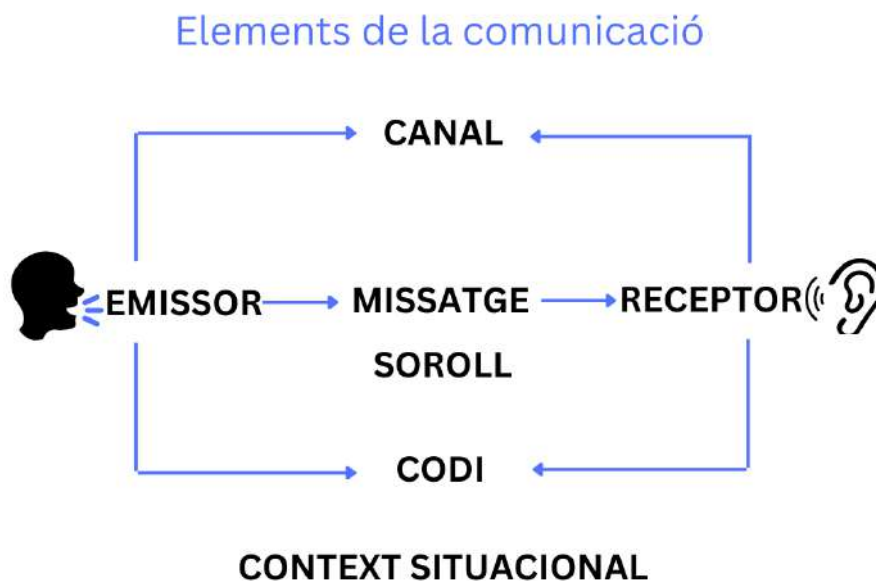 Elements de la comunicació
CANAL
EMISSOR MISSATGE RECEPTOR
SOROLL
CODI
CONTEXT SITUACIONAL